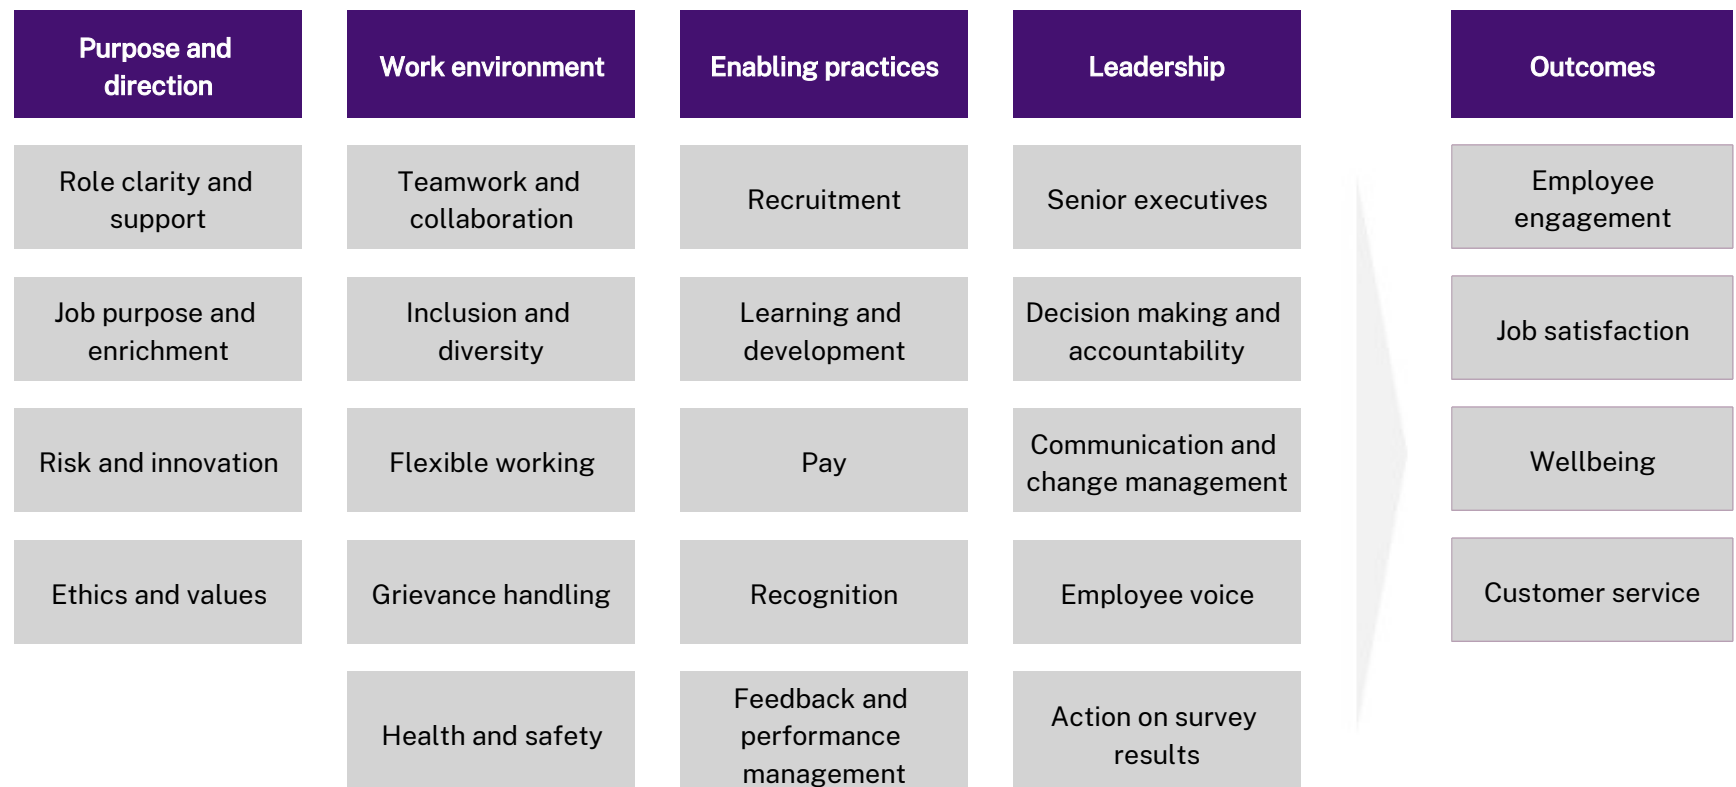 Purpose and
direction
Role clarity and
support
Job purpose and
enrichment
Risk and innovation
Ethics and values
Work environment
Teamwork and
collaboration
Inclusion and
diversity
Flexible working
Grievance handling
Health and safety
Enabling practices
Recruitment
Learning and
development
Pay
Recognition
Feedback and
performance
management
Leadership
Senior executives
Decision making and
accountability
Communication and
change management
Employee voice
Action on survey
results
Outcomes
Employee
engagement
Job satisfaction
Wellbeing
Customer service